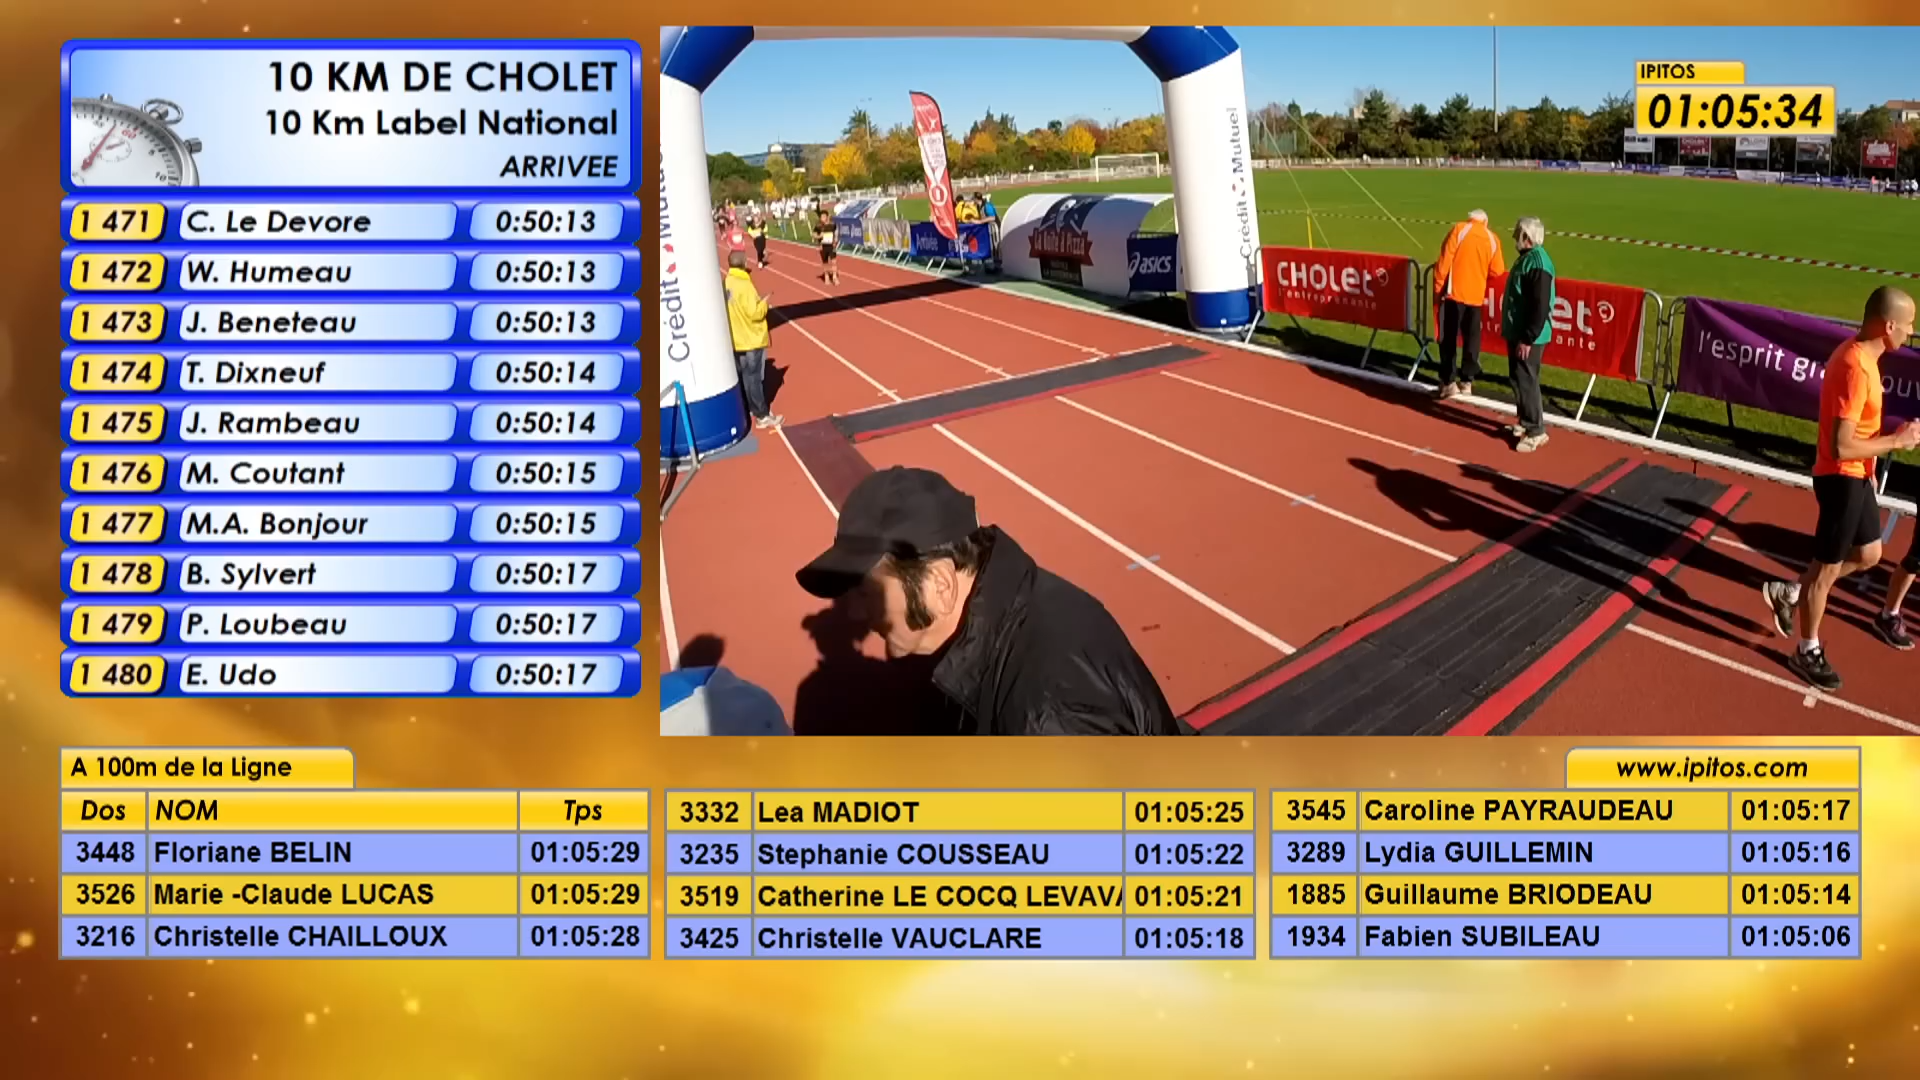 10 KM DE CHOLET
10 Km Label National
ARRIVEE
1 471 C. Le Devore 0:50:13
1 472 W. Humeau 0:50:13
1 473 J. Beneteau 0:50:13
1 474 T. Dixneuf 0:50:14
1 475 J. Rambeau 0:50:14
1 476 M. Coutant 0:50:15
1 477 M.A. Bonjour 0:50:15
1 478 B. Sylvert 0:50:17
1 479 P. Loubeau 0:50:17
1 480 E. Udo 0:50:17
IPITOS
01:05:34
Crédit Mutuel
Crédit
asics
CHOLET
l'entreprenante
et
ante
l'esprit
A 100m de la Ligne
www.ipitos.com
Dos NOM Tps
3448 Floriane BELIN 01:05:29
3526 Marie -Claude LUCAS 01:05:29
3216 Christelle CHAILLOUX 01:05:28
3332 Lea MADIOT 01:05:25
3235 Stephanie COUSSEAU 01:05:22
3519 Catherine LE COCQ LEVAVA 01:05:21
3425 Christelle VAUCLARE 01:05:18
3545 Caroline PAYRAUDEAU 01:05:17
3289 Lydia GUILLEMIN 01:05:16
1885 Guillaume BRIODEAU 01:05:14
1934 Fabien SUBILEAU 01:05:06